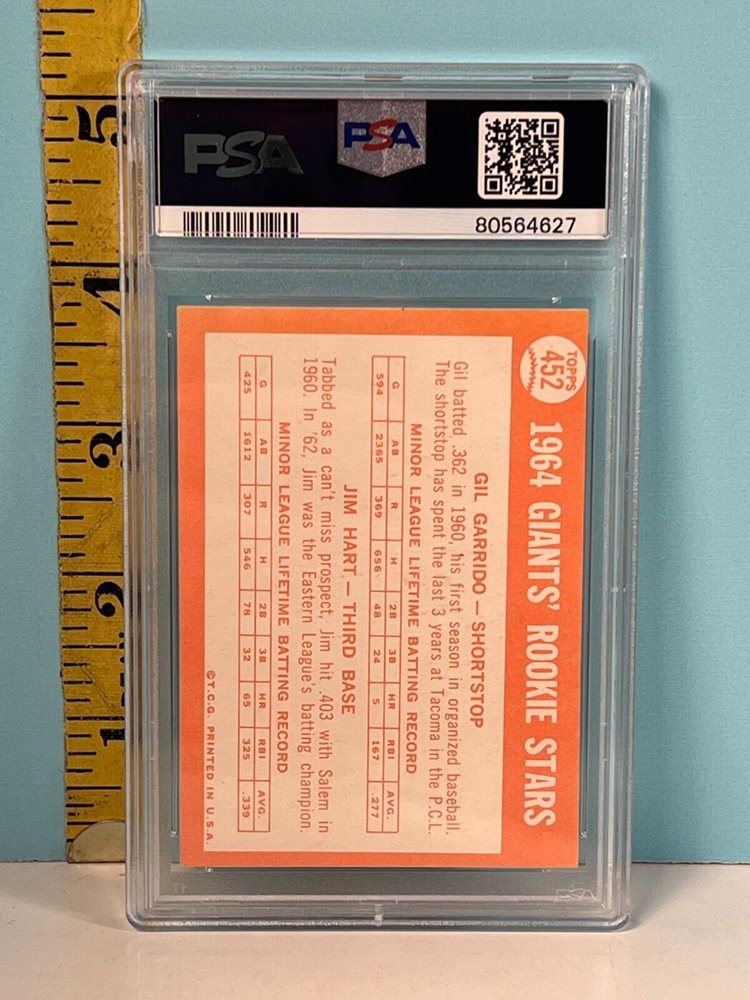 5
4
3
2
1
PSA
PSA
80564627
TOPPS
452
1964 GIANTS' ROOKIE STARS
GIL GARRIDO — SHORTSTOP
Gil batted .362 in 1960, his first season in organized baseball.
The shortstop has spent the last 3 years at Tacoma in the P.C.L.
MINOR LEAGUE LIFETIME BATTING RECORD
G AB R H 2B 3B HR RBI AVG.
594 2365 369 656 48 24 5 167 .277
JIM HART — THIRD BASE
Tabbed as a can't miss prospect, Jim hit .403 with Salem in
1960. In '62, Jim was the Eastern League's batting champion.
MINOR LEAGUE LIFETIME BATTING RECORD
G AB R H 2B 3B HR RBI AVG.
425 1612 307 546 78 32 65 325 .339
©T.C.G. PRINTED IN U.S.A.
PSA